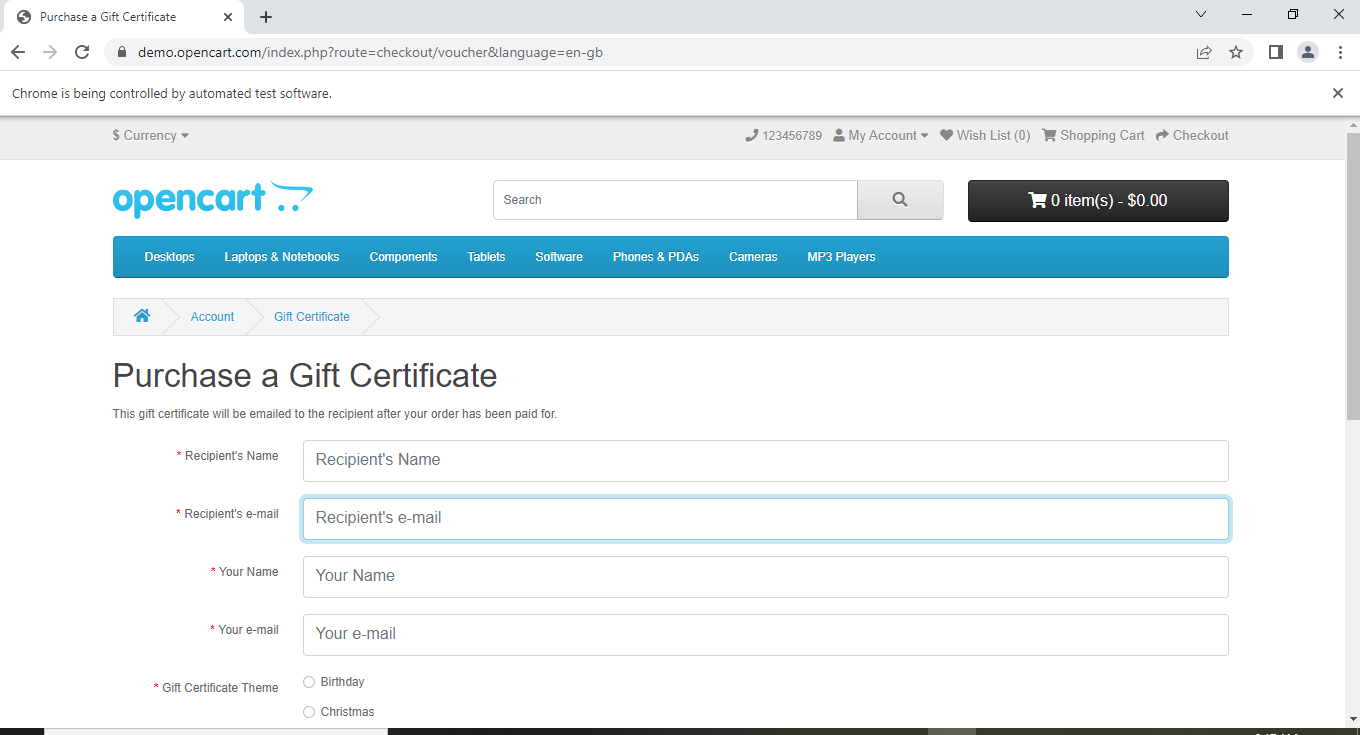 Purchase a Gift Certificate
demo.opencart.com/index.php?route=checkout/voucher&language=en-gb
Chrome is being controlled by automated test software.
$ Currency
123456789 My Account Wish List (0) Shopping Cart Checkout
opencart
Search
0 item(s) - $0.00
Desktops Laptops & Notebooks Components Tablets Software Phones & PDAs Cameras MP3 Players
Account Gift Certificate
Purchase a Gift Certificate
This gift certificate will be emailed to the recipient after your order has been paid for.
* Recipient's Name Recipient's Name
* Recipient's e-mail Recipient's e-mail
* Your Name Your Name
* Your e-mail Your e-mail
* Gift Certificate Theme Birthday
Christmas